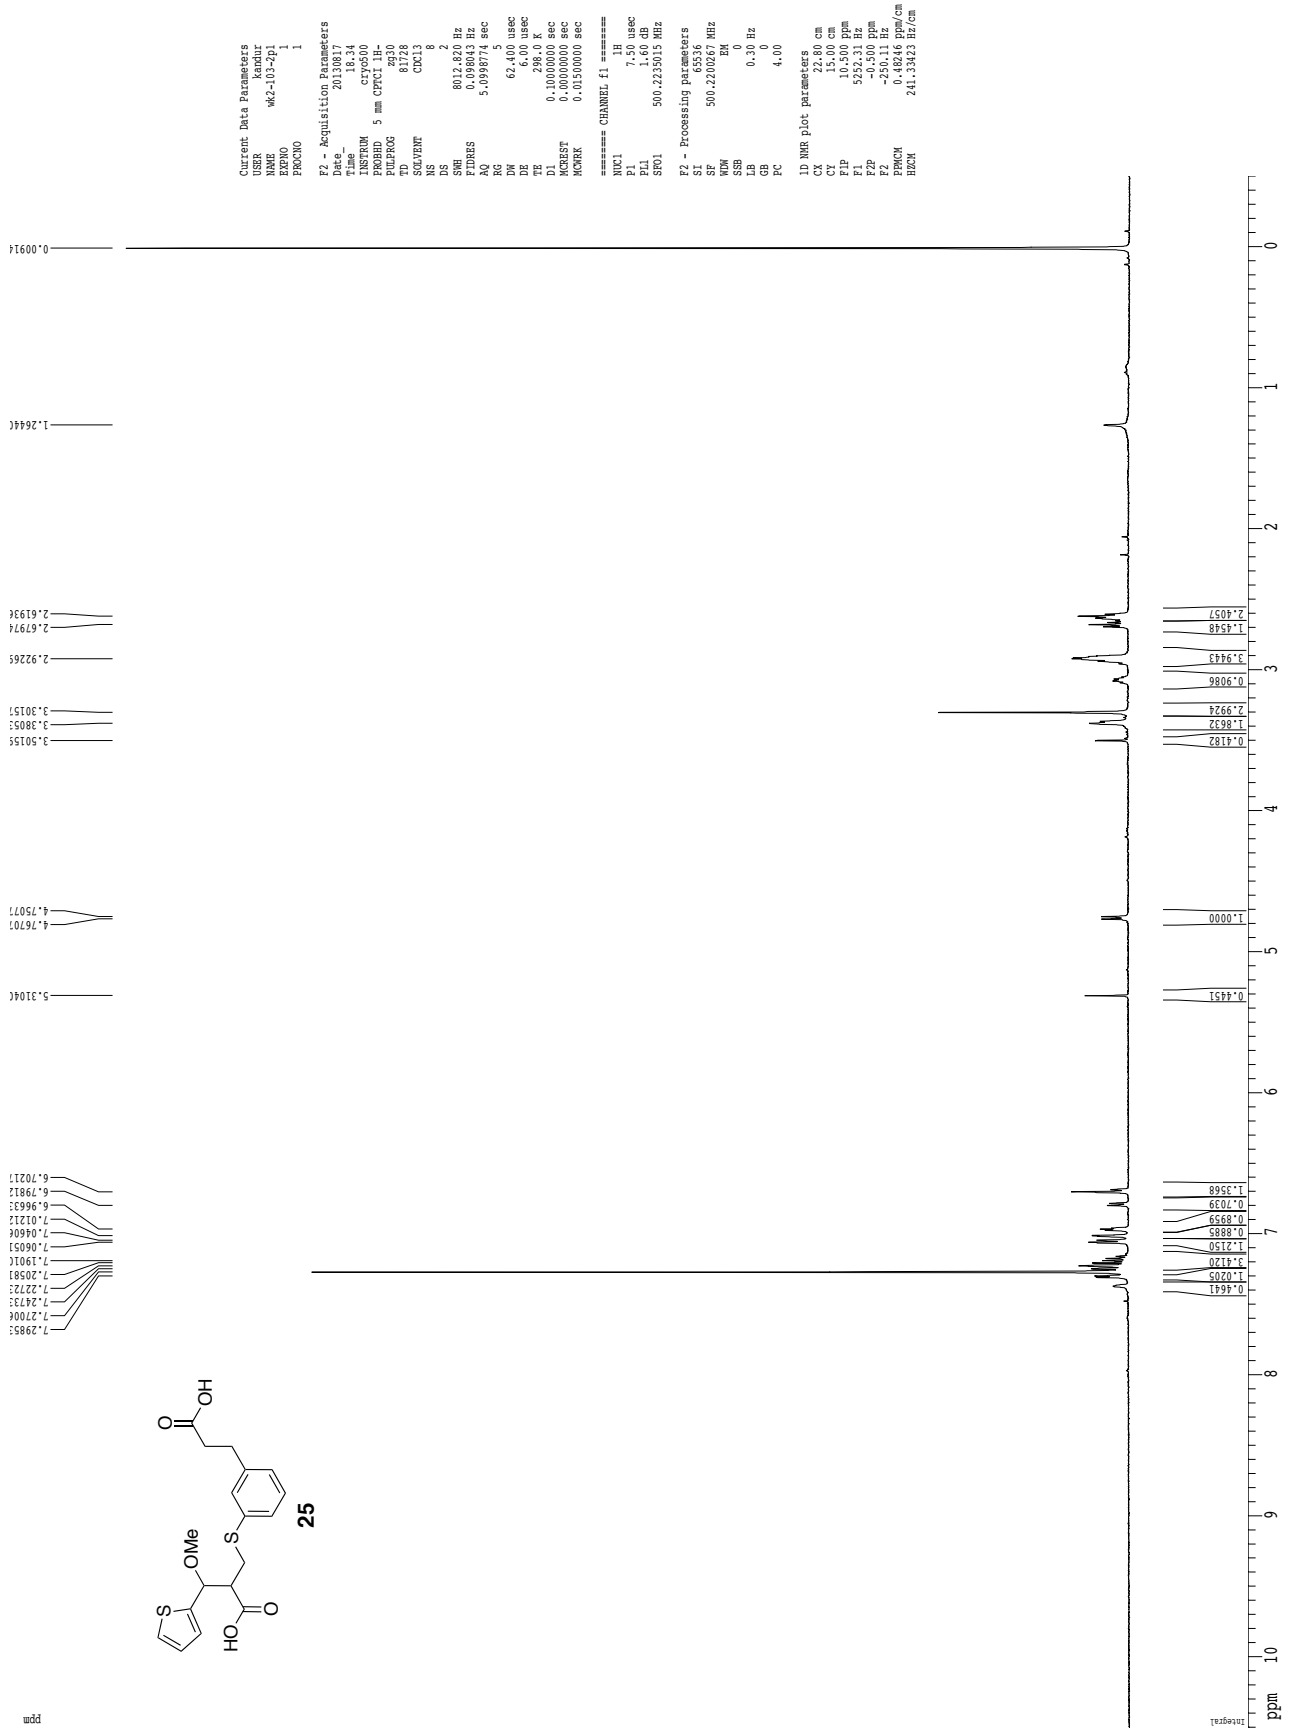 Current Data Parameters
USER kandur
NAME wk2-103-2p1
EXPNO 1
PROCNO 1
F2 - Acquisition Parameters
Date_ 20130817
Time 18.34
INSTRUM cryo500
PROBHD 5 mm CPTCI 1H-
PULPROG zg30
TD 81728
SOLVENT CDCl3
NS 8
DS 2
SWH 8012.820 Hz
FIDRES 0.098043 Hz
AQ 5.0998774 sec
RG 5
DW 62.400 usec
DE 6.00 usec
TE 298.0 K
D1 0.10000000 sec
MCREST 0.00000000 sec
MCWRK 0.01500000 sec
======== CHANNEL f1 ========
NUC1 1H
P1 7.50 usec
PL1 1.60 dB
SFO1 500.2235015 MHz
F2 - Processing parameters
SI 65536
SF 500.2200267 MHz
WDW EM
SSB 0
LB 0.30 Hz
GB 0
PC 4.00
1D NMR plot parameters
CX 22.80 cm
CY 15.00 cm
F1P 10.500 ppm
F1 5252.31 Hz
F2P -0.500 ppm
F2 -250.11 Hz
PPMCM 0.48246 ppm/cm
HZCM 241.33423 Hz/cm
ppm
7.29853
7.27006
7.24733
7.22723
7.20581
7.19010
7.06051
7.04606
7.01212
6.96633
6.79812
6.70217
5.31040
4.76707
4.75077
3.50159
3.38053
3.30157
2.92269
2.67974
2.61936
1.26440
0.00914
S
OMe
HO
O
S
O
OH
25
Integral
0.4641
1.0205
3.4120
1.2150
0.8885
0.8959
0.7039
1.3568
0.4451
1.0000
0.4182
1.8632
2.9924
0.9086
3.9443
1.4548
2.4057
ppm 10 9 8 7 6 5 4 3 2 1 0